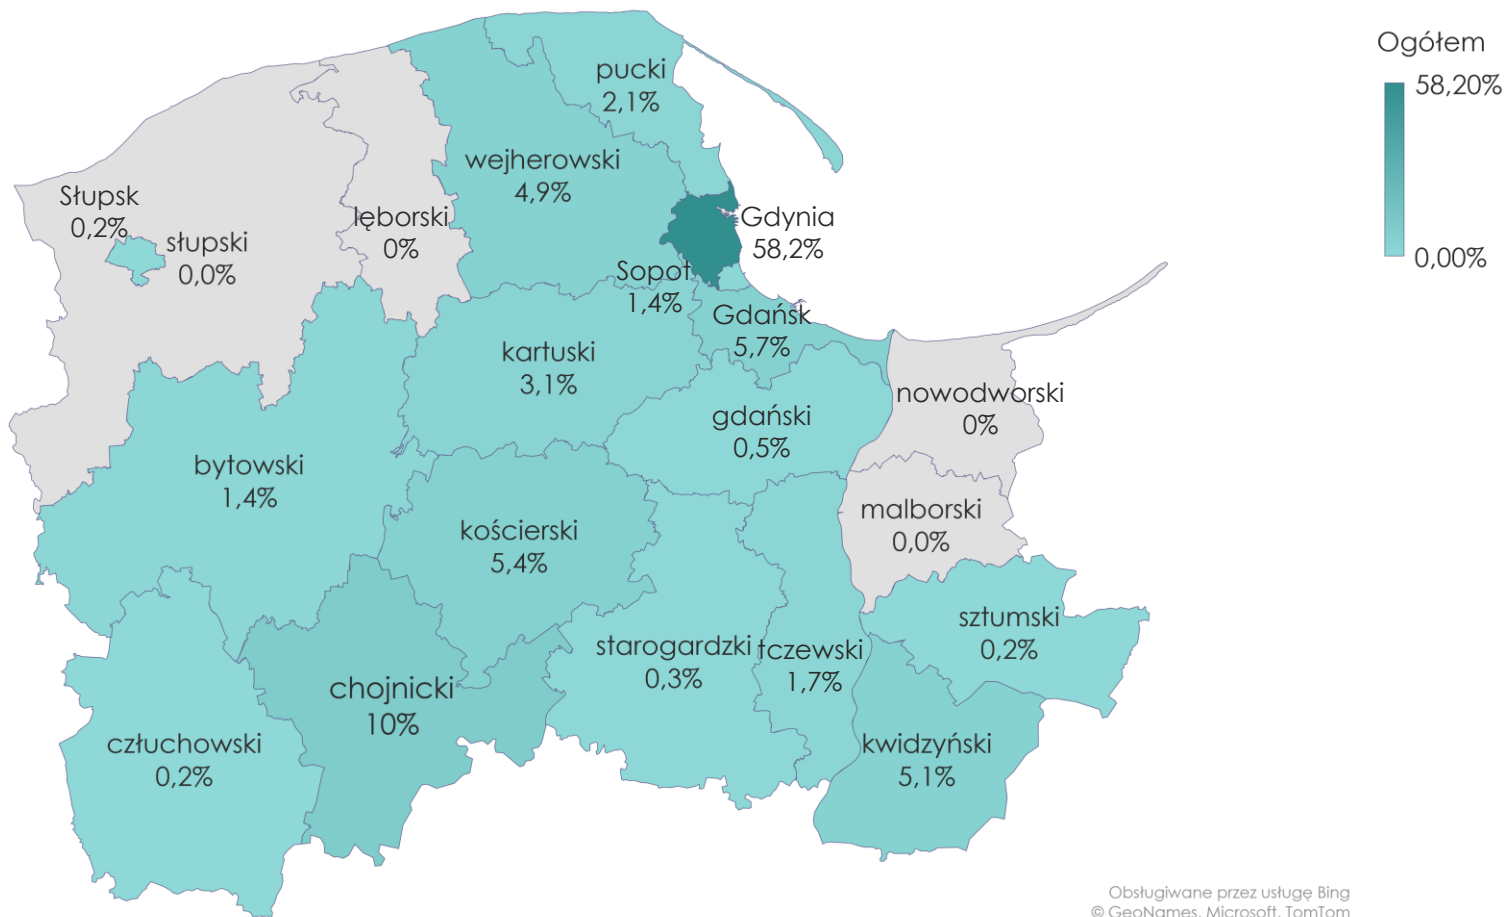 Ogółem
58,20%
0,00%
pucki
2,1%
wejherowski
4,9%
Słupsk
0,2%
słupski
0,0%
lęborski
0%
Gdynia
58,2%
Sopot
1,4%
Gdańsk
5,7%
kartuski
3,1%
nowodworski
0%
gdański
0,5%
bytowski
1,4%
malborski
0,0%
kościerski
5,4%
sztumski
0,2%
starogardzki
0,3%
tczewski
1,7%
chojnicki
10%
człuchowski
0,2%
kwidzyński
5,1%
Obsługiwane przez usługę Bing
© GeoNames, Microsoft, TomTom